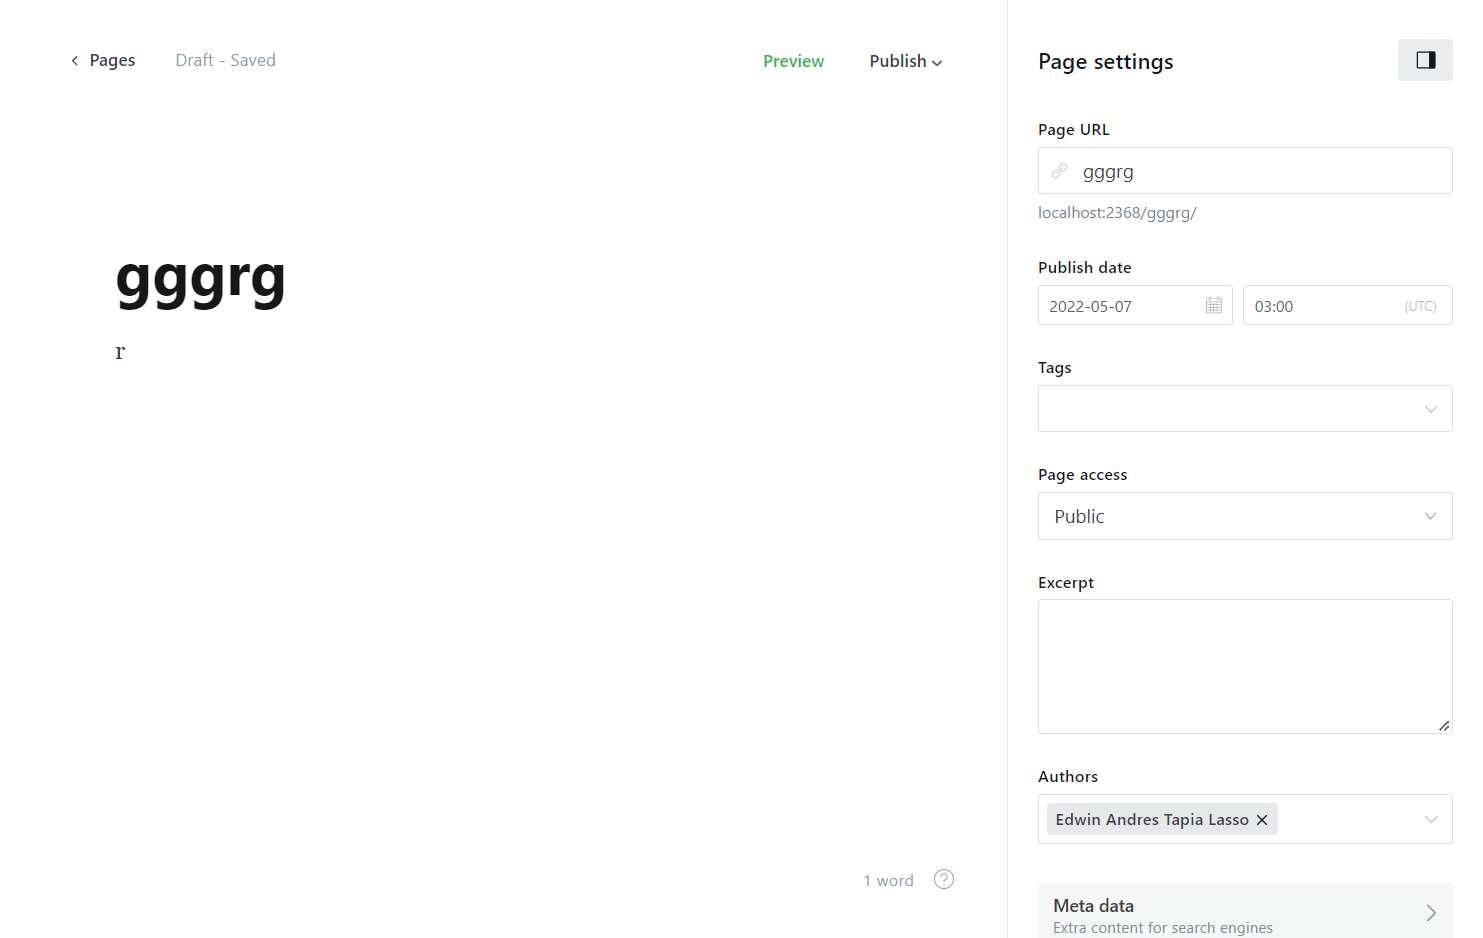 Pages
Draft - Saved
Preview
Publish
gggrg
r
1 word
?
Page settings
Page URL
gggrg
localhost:2368/gggrg/
Publish date
2022-05-07
03:00 (UTC)
Tags
Page access
Public
Excerpt
Authors
Edwin Andres Tapia Lasso
Meta data
Extra content for search engines